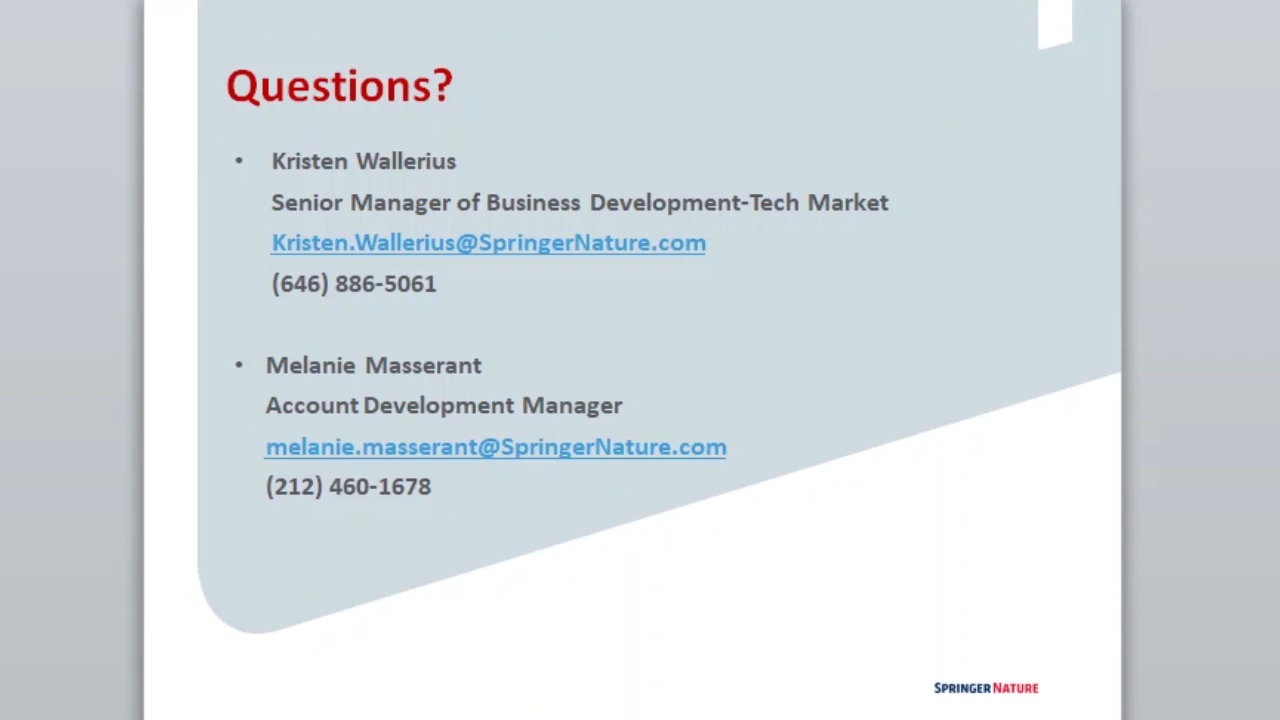 Questions?
• Kristen Wallerius
Senior Manager of Business Development-Tech Market
Kristen.Wallerius@SpringerNature.com
(646) 886-5061
• Melanie Masserant
Account Development Manager
melanie.masserant@SpringerNature.com
(212) 460-1678
SPRINGER NATURE